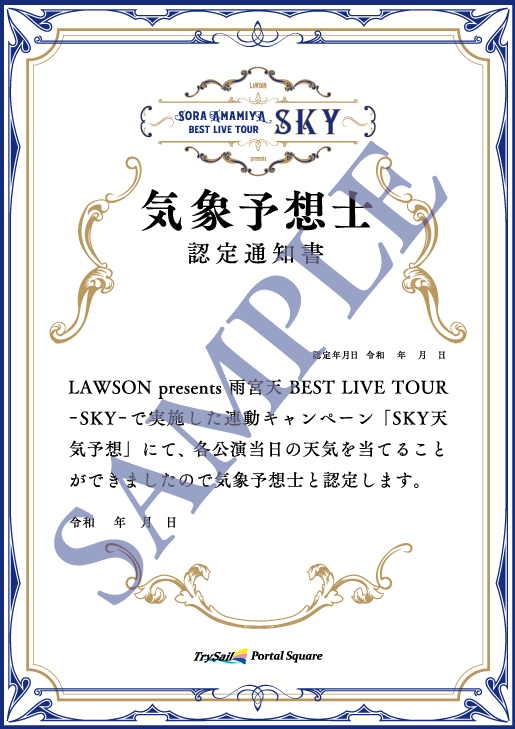 LAWSON
SORA AMAMIYA
BEST LIVE TOUR
SKY
presents
気象予想士
認定通知書
認定年月日 令和 年 月 日
LAWSON presents 雨宮天 BEST LIVE TOUR
-SKY-で実施した連動キャンペーン「SKY天
気予想」にて、各公演当日の天気を当てること
ができましたので気象予想士と認定します。
令和 年 月 日
SAMPLE
TrySail Portal Square